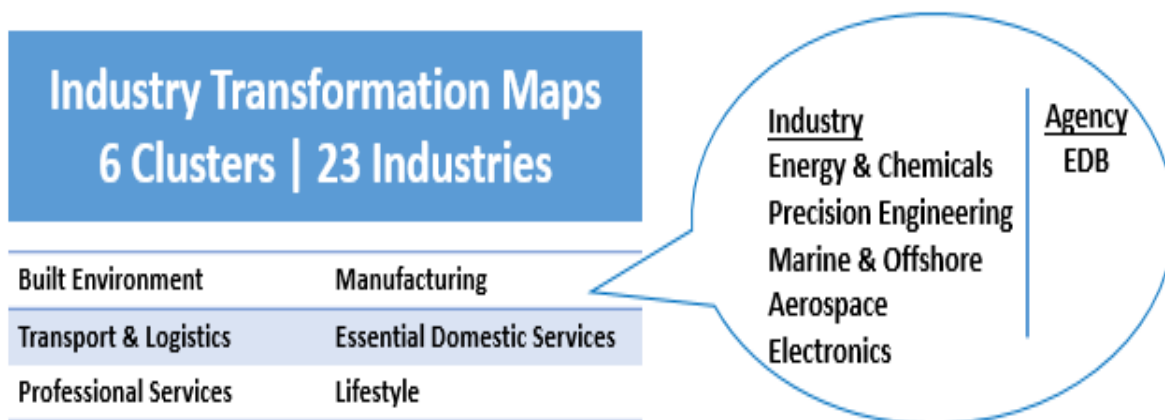 Industry Transformation Maps
6 Clusters | 23 Industries
Built Environment Manufacturing
Transport & Logistics Essential Domestic Services
Professional Services Lifestyle
Industry
Energy & Chemicals
Precision Engineering
Marine & Offshore
Aerospace
Electronics
Agency
EDB